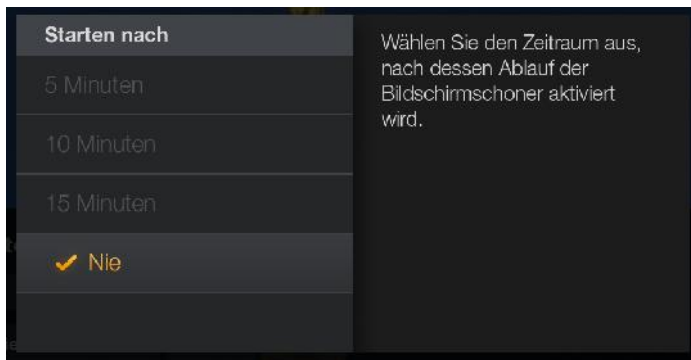 Starten nach
5 Minuten
10 Minuten
15 Minuten
Nie
Wählen Sie den Zeitraum aus,
nach dessen Ablauf der
Bildschirmschoner aktiviert
wird.